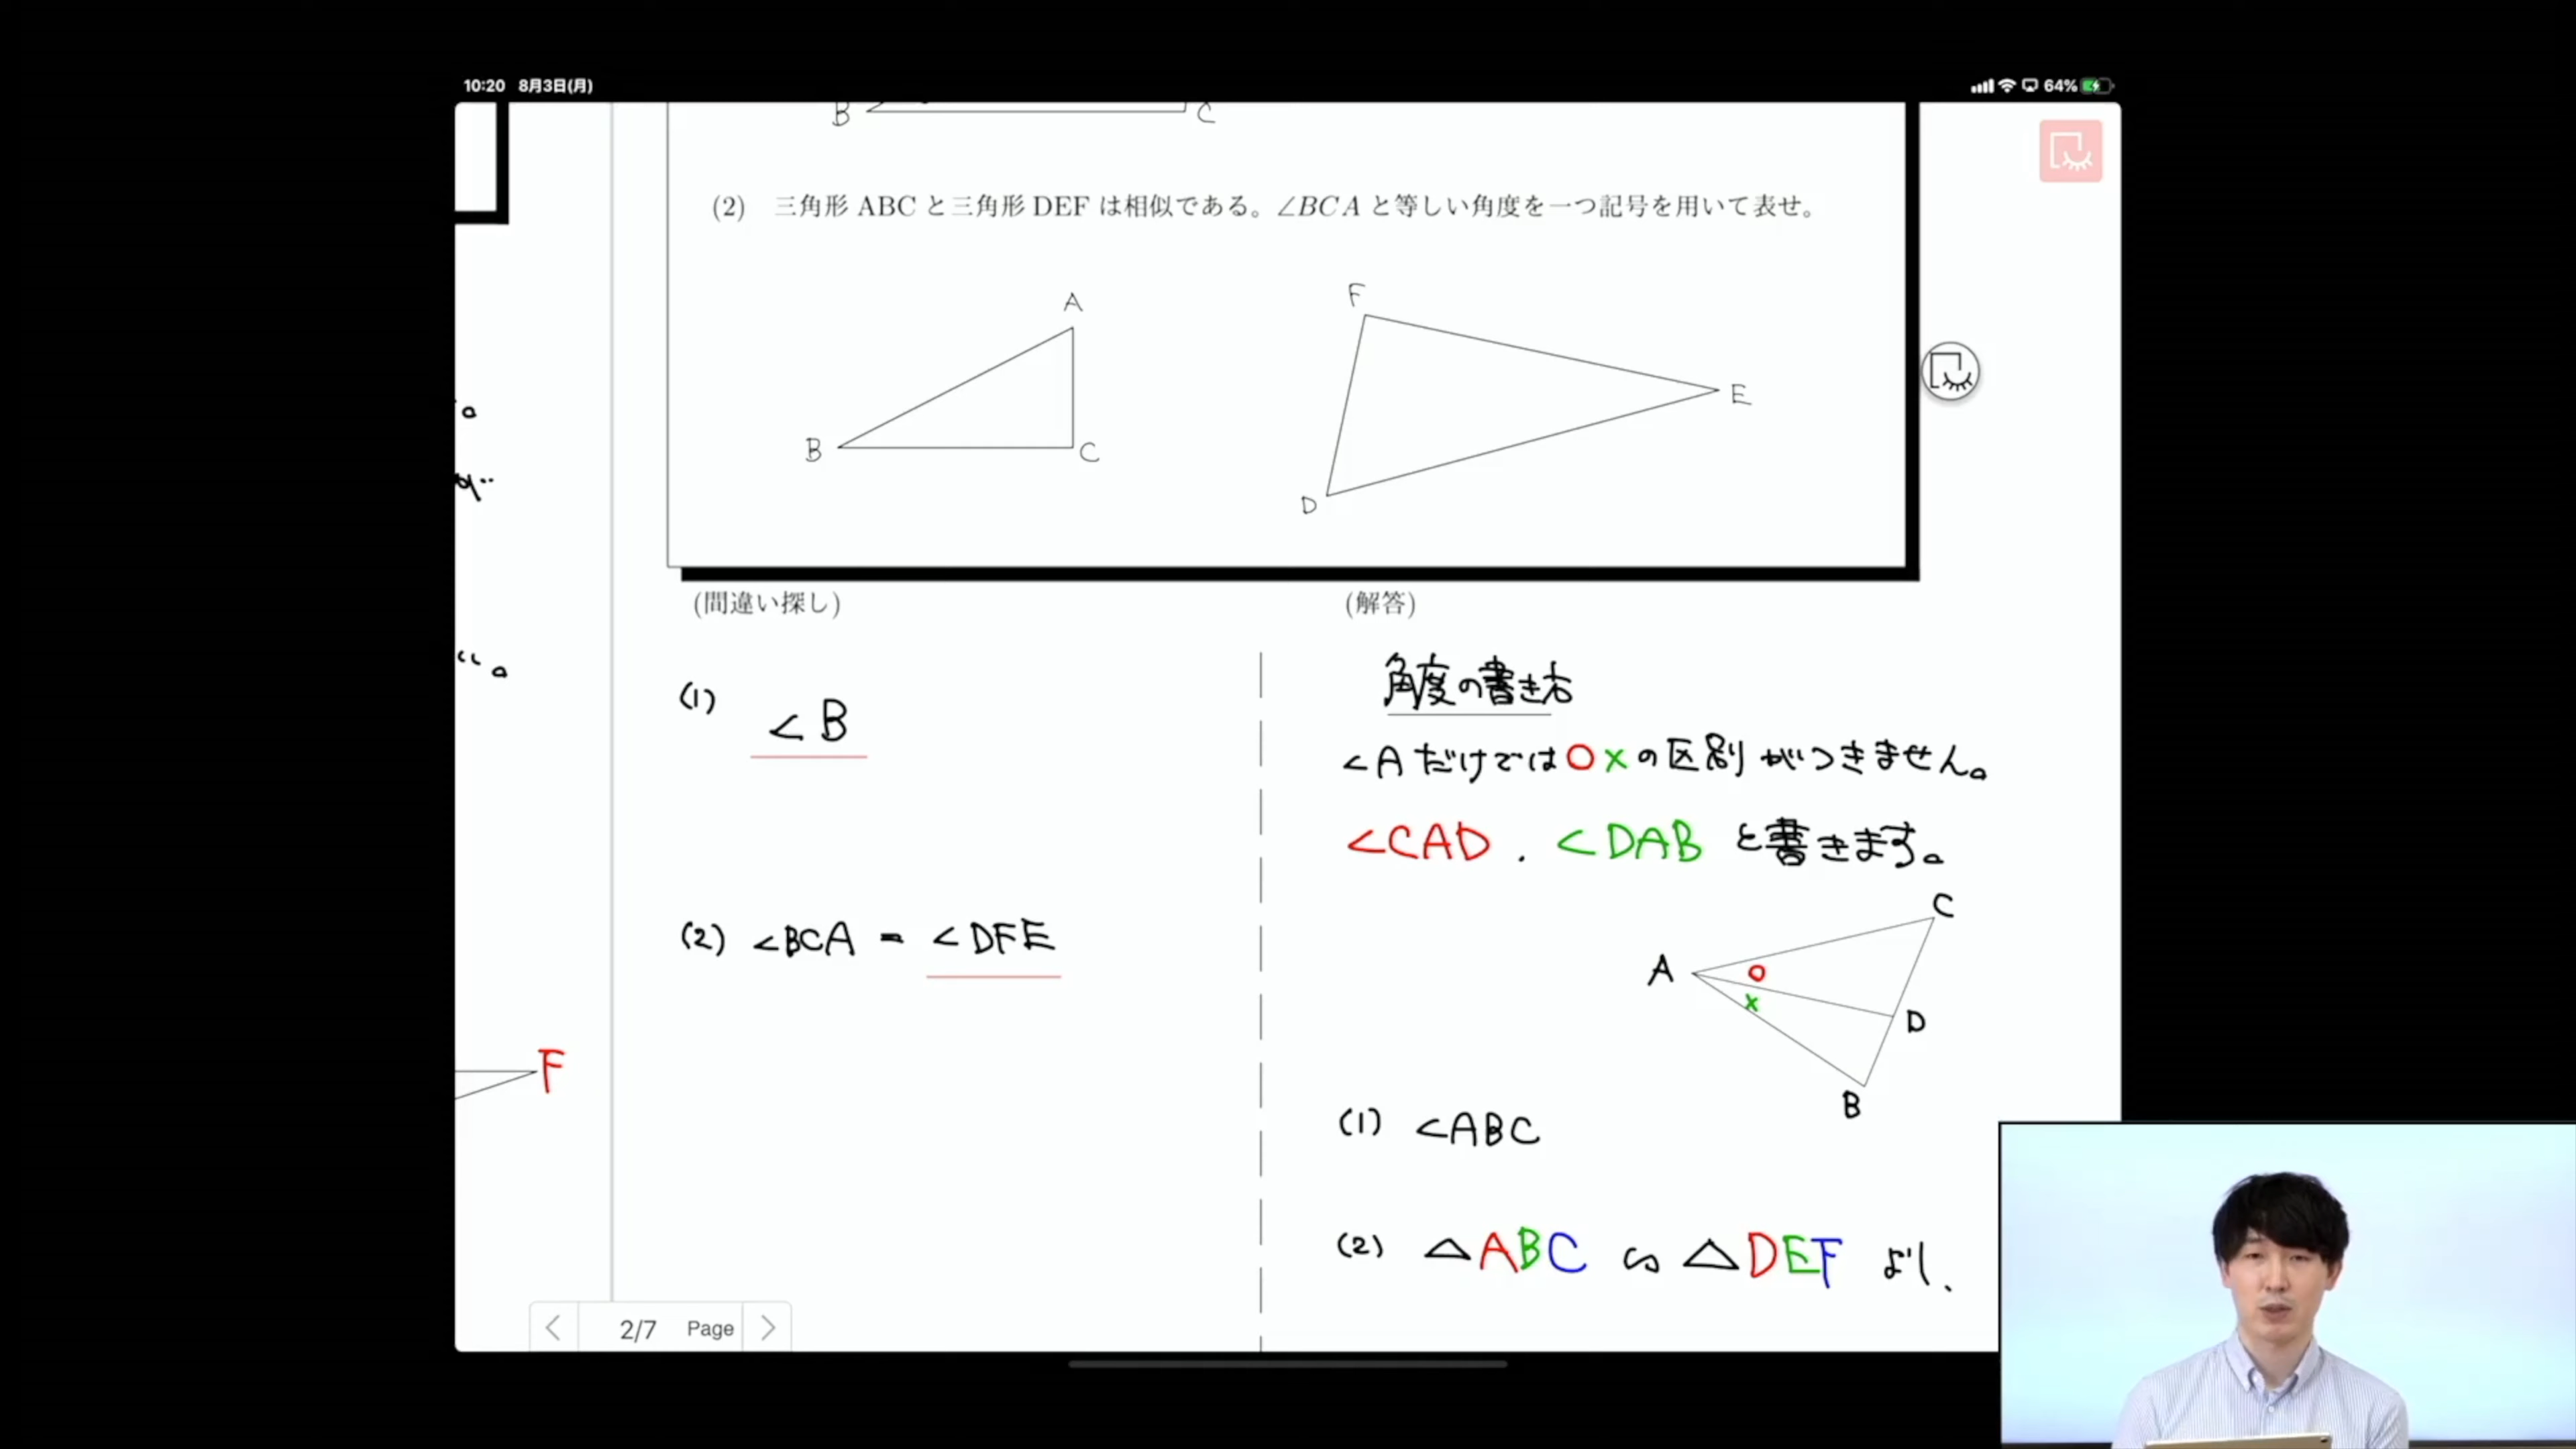 10:20 8月3日(月)
64%
B C
(2) 三角形 ABC と三角形 DEF は相似である。∠BCA と等しい角度を一つ記号を用いて表せ。
A
B
C
F
E
D
(間違い探し)
(1) ∠B
(2) ∠BCA = ∠DFE
F
(解答)
角度の書き方
∠Aだけでは○×の区別がつきません。
∠CAD . ∠DAB と書きます。
C
A ○
×
D
B
(1) ∠ABC
(2) △ABC ∽ △DEF より、
2/7 Page